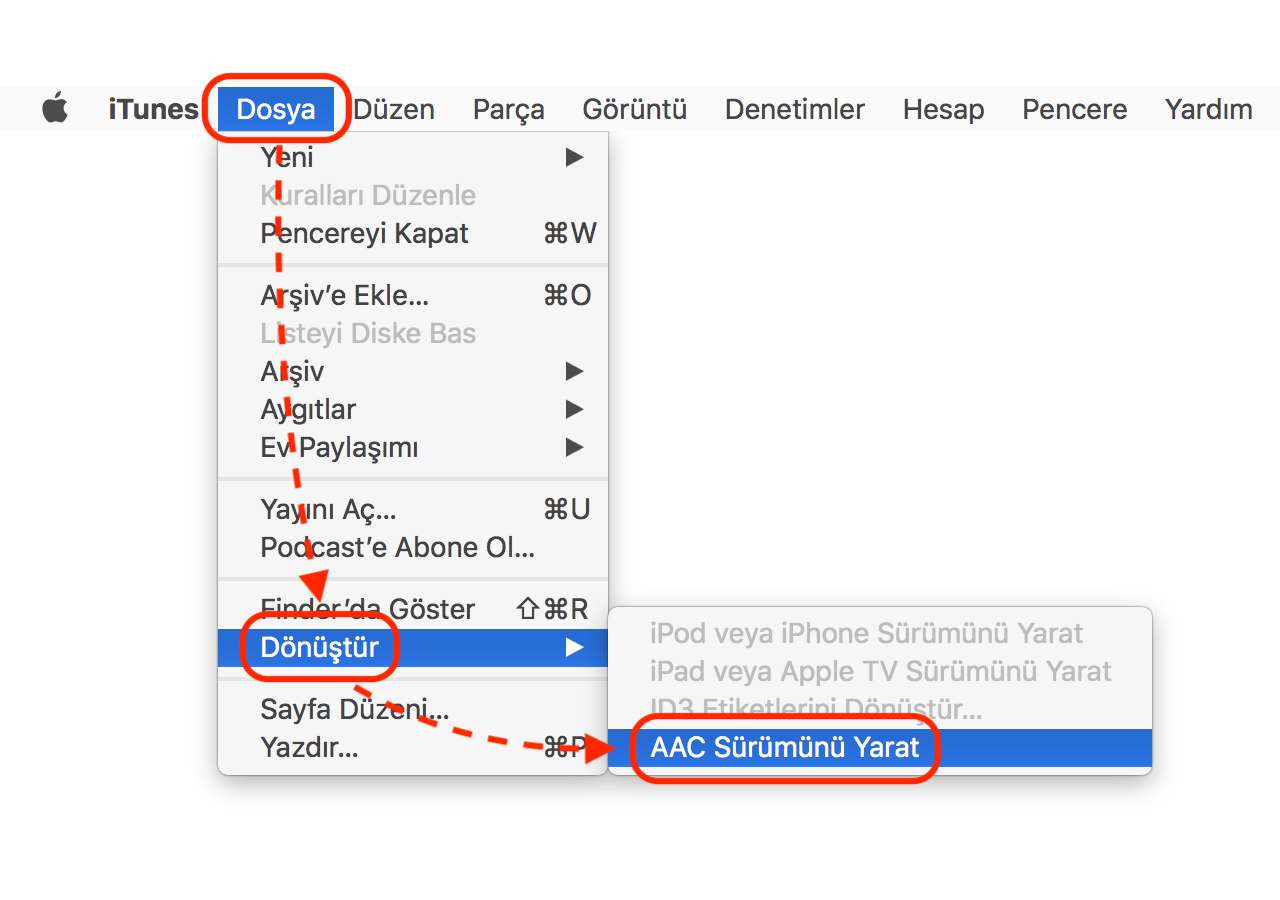 iTunes Dosya Düzen Parça Görüntü Denetimler Hesap Pencere Yardım
Yeni ▶
Kuralları Düzenle
Pencereyi Kapat ⌘W
Arşiv’e Ekle... ⌘O
Listeyi Diske Bas
Arşiv ▶
Aygıtlar ▶
Ev Paylaşımı ▶
Yayını Aç... ⌘U
Podcast’e Abone Ol...
Finder’da Göster ⇧⌘R
Dönüştür ▶
Sayfa Düzeni...
Yazdır... ⌘P
iPod veya iPhone Sürümünü Yarat
iPad veya Apple TV Sürümünü Yarat
ID3 Etiketlerini Dönüştür...
AAC Sürümünü Yarat